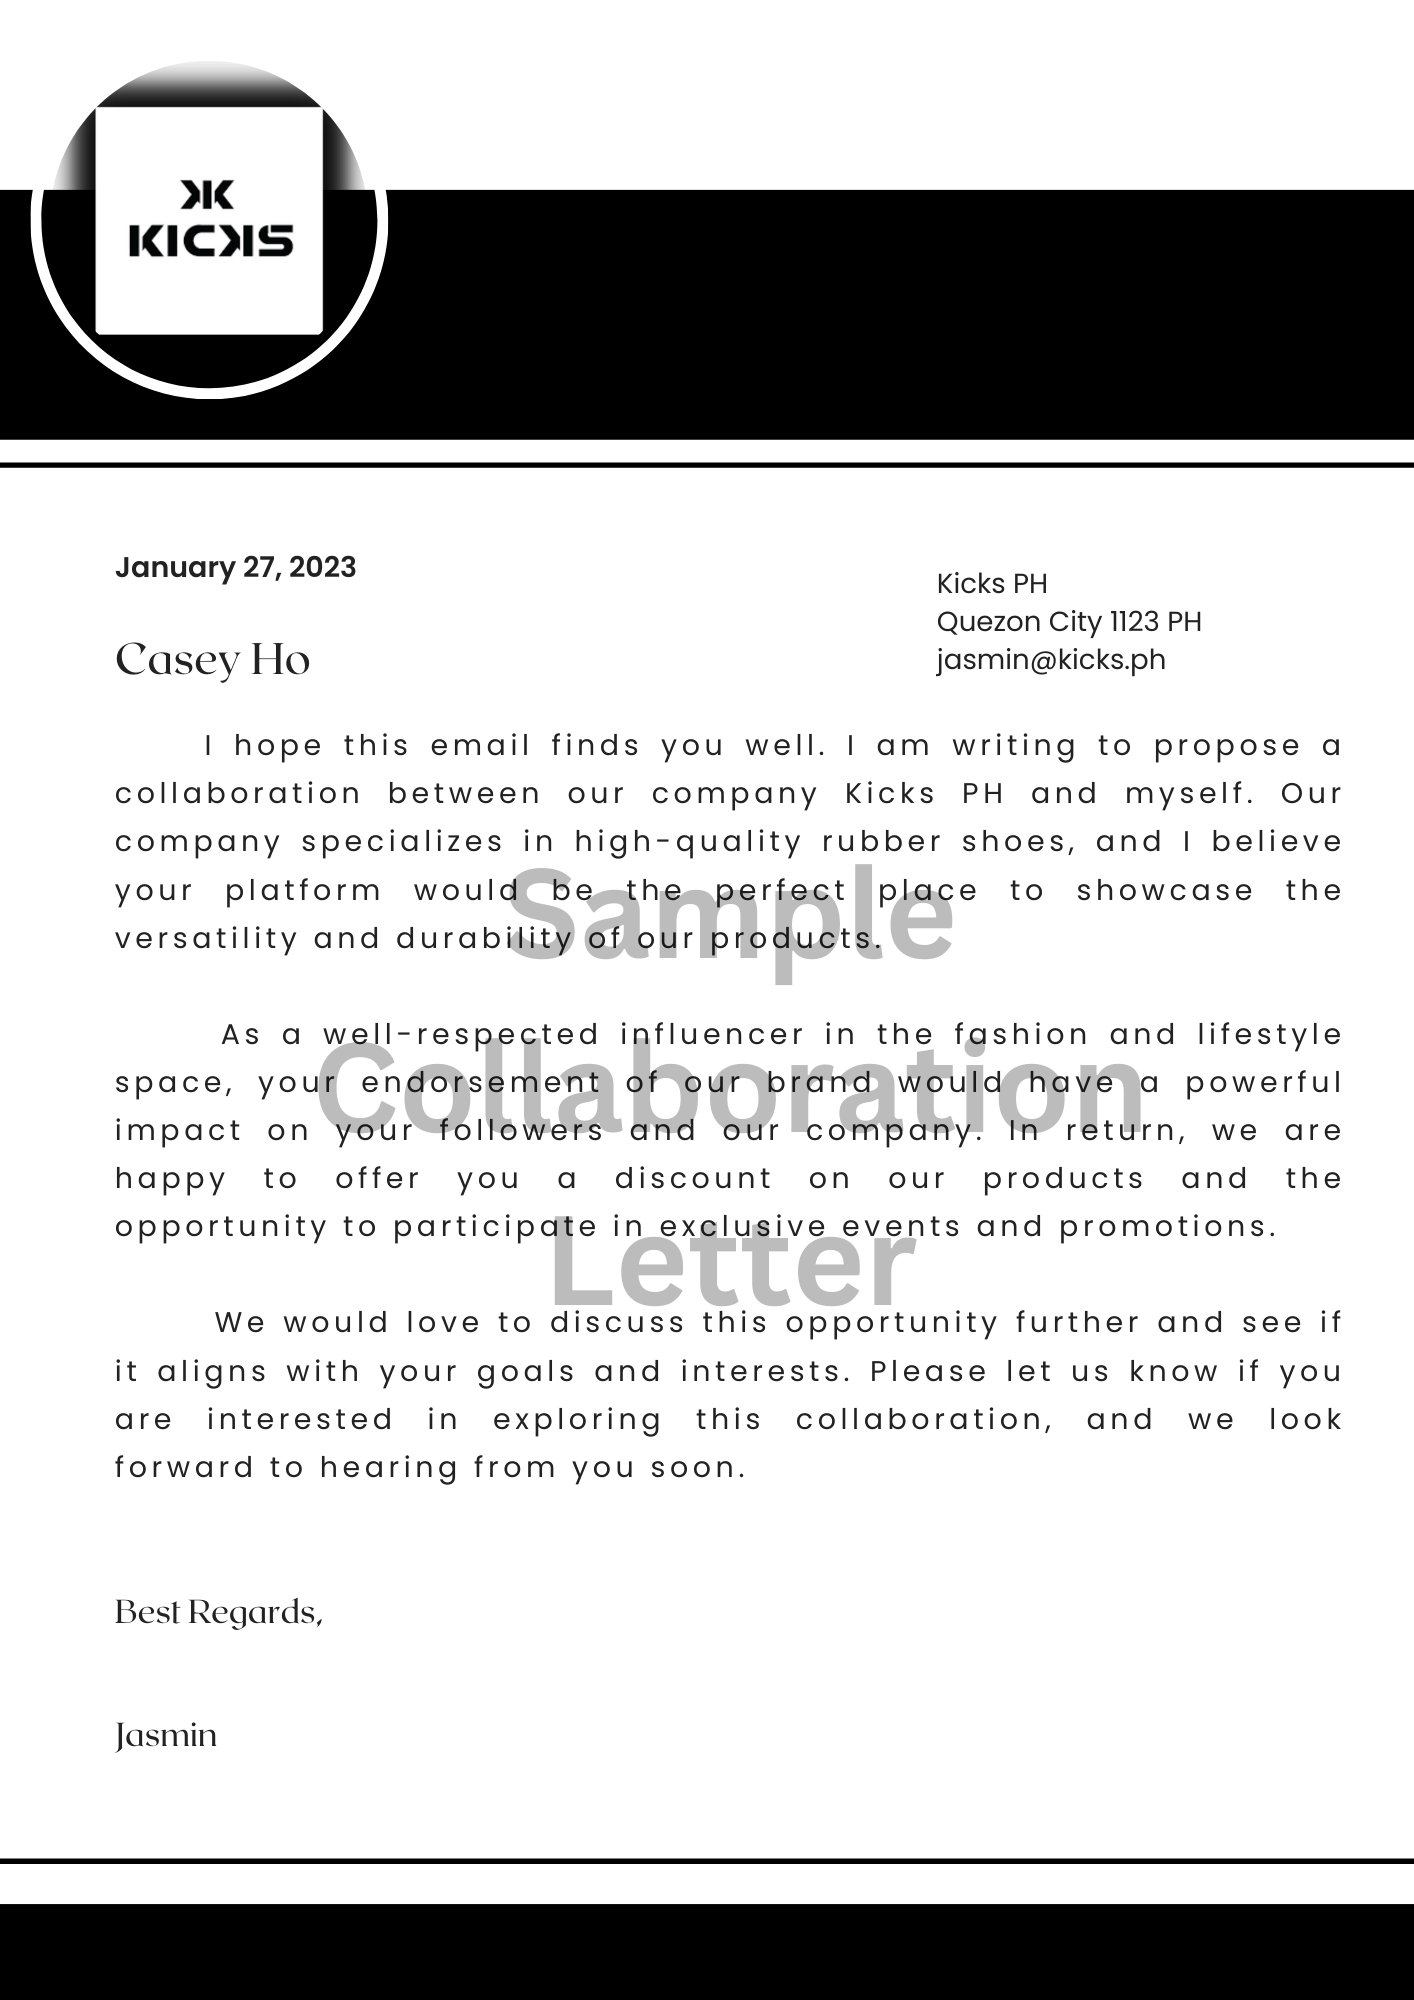 KICKS
January 27, 2023
Kicks PH
Quezon City 1123 PH
jasmin@kicks.ph
Casey Ho
I hope this email finds you well. I am writing to propose a
collaboration between our company Kicks PH and myself. Our
company specializes in high-quality rubber shoes, and I believe
your platform would be the perfect place to showcase the
versatility and durability of our products.
Sample
As a well-respected influencer in the fashion and lifestyle
space, your endorsement of our brand would have a powerful
Collaboration
impact on your followers and our company. In return, we are
happy to offer you a discount on our products and the
opportunity to participate in exclusive events and promotions.
Letter
We would love to discuss this opportunity further and see if
it aligns with your goals and interests. Please let us know if you
are interested in exploring this collaboration, and we look
forward to hearing from you soon.
Best Regards,
Jasmin